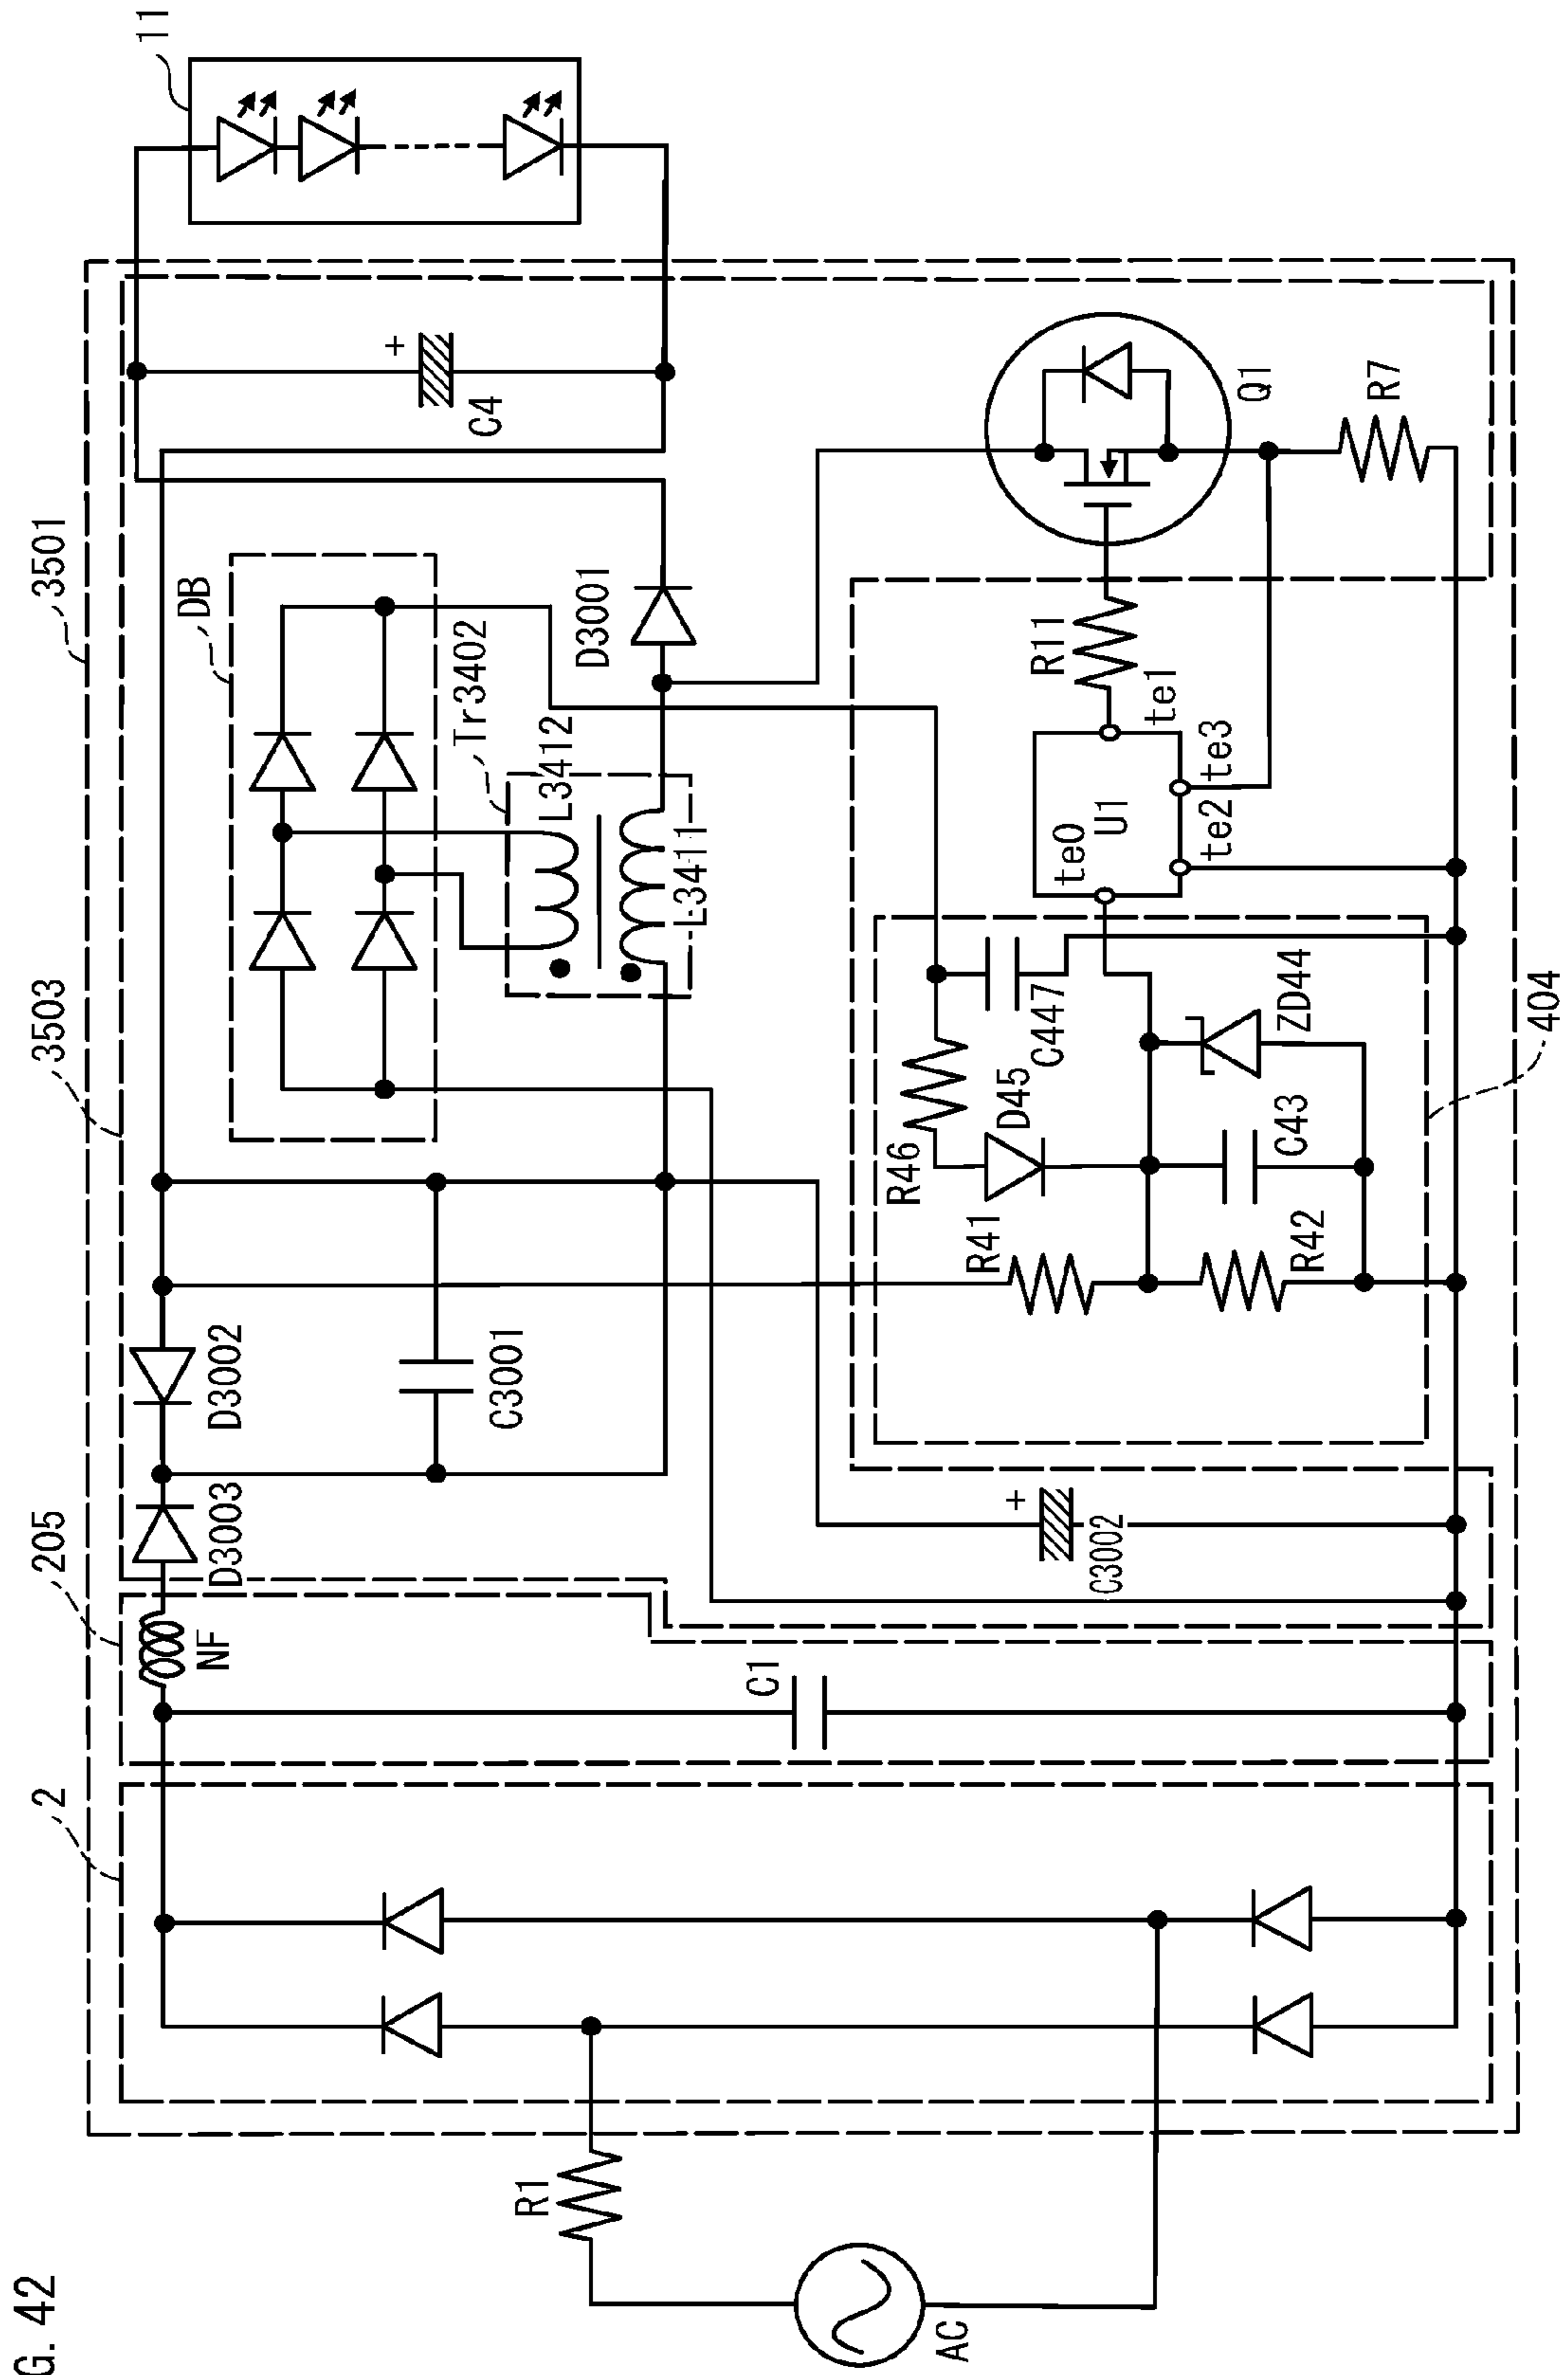 G. 42
AC
R1
2
205
3503
3501
NF
C1
D3003
D3002
C3001
C3002
+
DB
Tr3402
L3412
L3411
D3001
C4
+
11
R41
R42
R46
D45
C43
C447
ZD44
404
te0
U1
te1
te2
te3
R11
Q1
R7